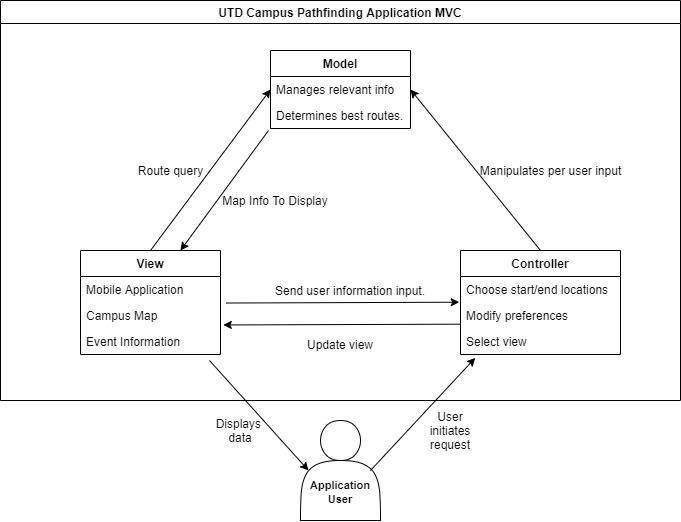 UTD Campus Pathfinding Application MVC
Model
Manages relevant info
Determines best routes.
Route query
Manipulates per user input
Map Info To Display
View
Mobile Application
Campus Map
Event Information
Send user information input.
Update view
Controller
Choose start/end locations
Modify preferences
Select view
Displays
data
User
initiates
request
Application
User